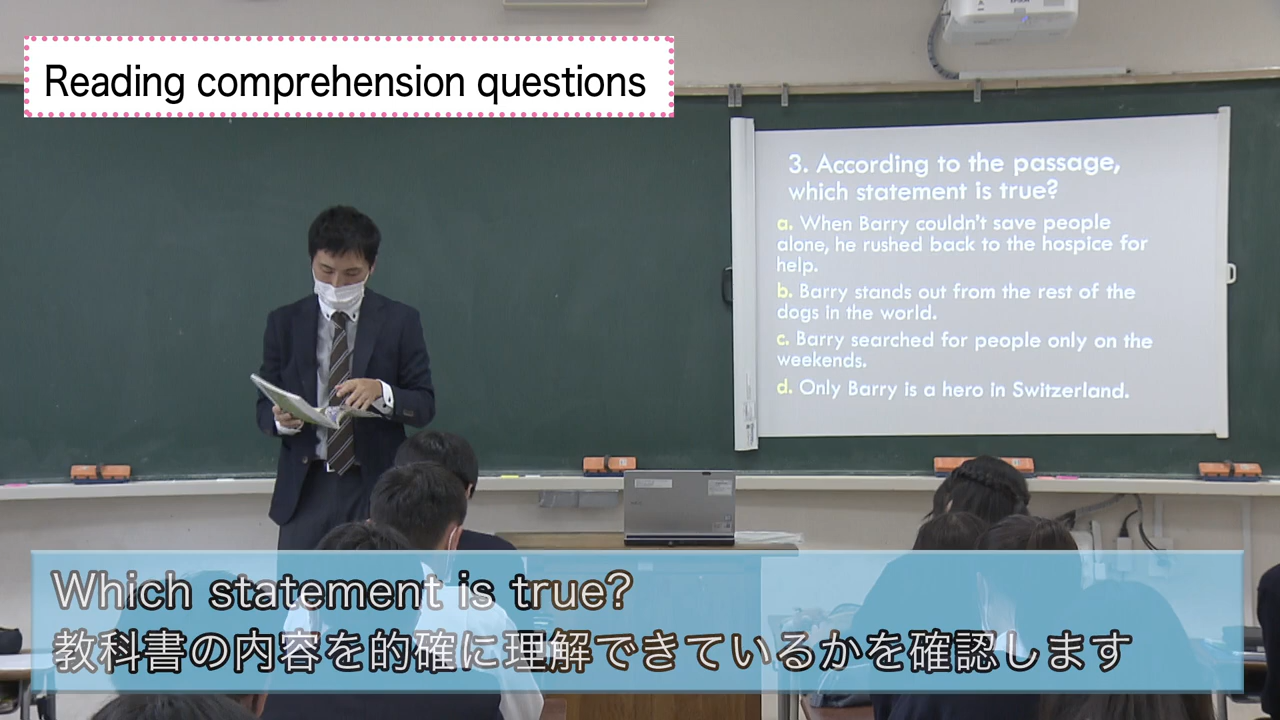 Reading comprehension questions
EPSON
3. According to the passage,
which statement is true?
a. When Barry couldn't save people
alone, he rushed back to the hospice for
help.
b. Barry stands out from the rest of the
dogs in the world.
c. Barry searched for people only on the
weekends.
d. Only Barry is a hero in Switzerland.
Which statement is true?
教科書の内容を的確に理解できているかを確認します